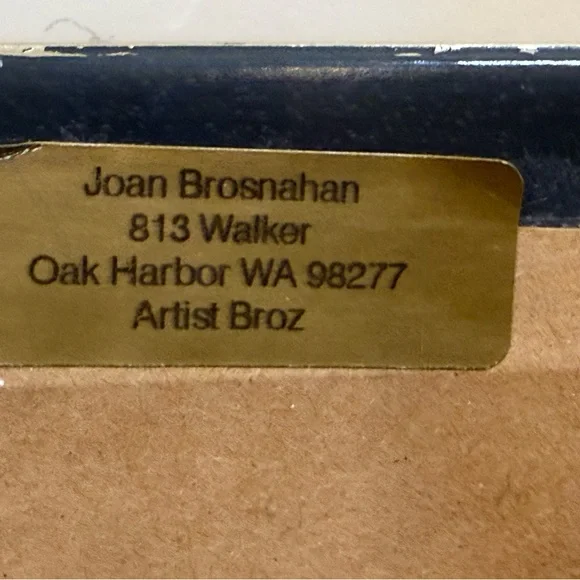 Joan Brosnahan
813 Walker
Oak Harbor WA 98277
Artist Broz